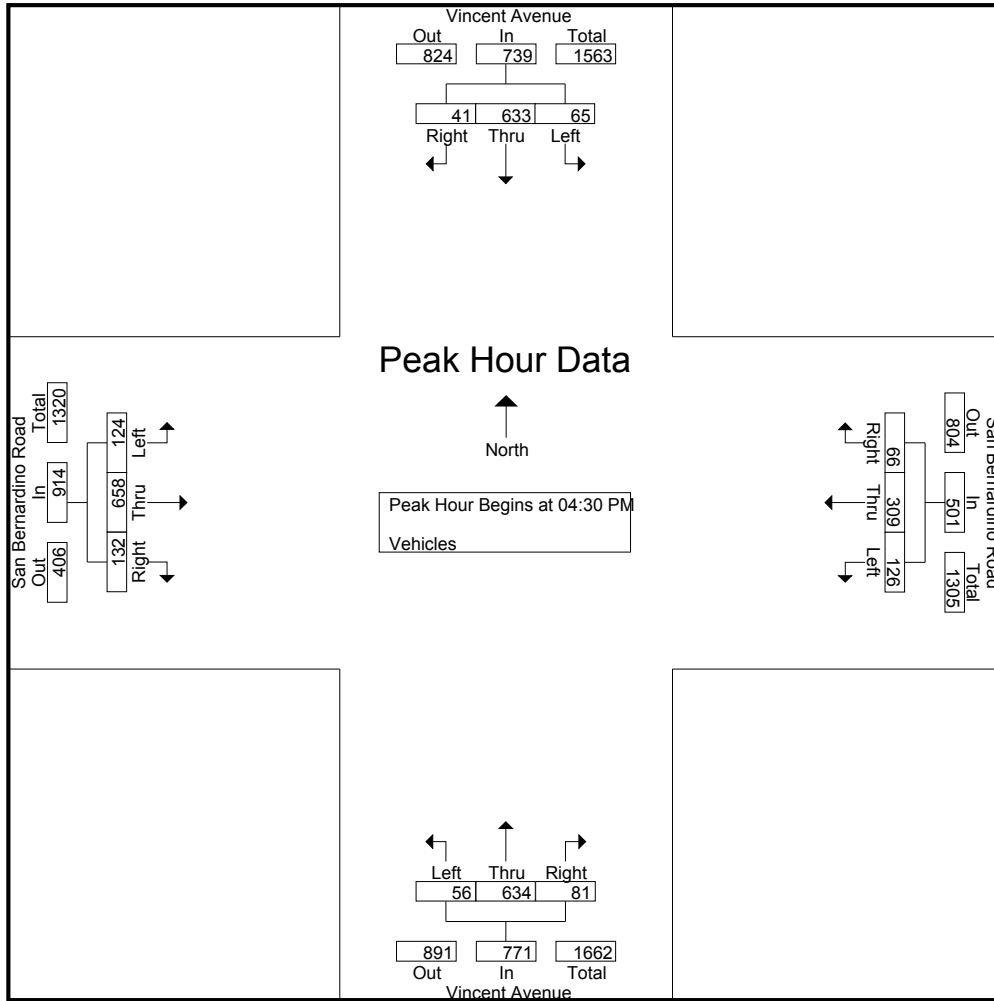 Vincent Avenue
Out In Total
824 739 1563
41 633 65
Right Thru Left
Peak Hour Data
North
Peak Hour Begins at 04:30 PM
Vehicles
San Bernardino Road
Total In Out
1320 914 406
124 658 132
Left Thru Right
San Bernardino Road
Out In Total
804 501 1305
66 309 126
Right Thru Left
Left Thru Right
56 634 81
891 771 1662
Out In Total
Vincent Avenue